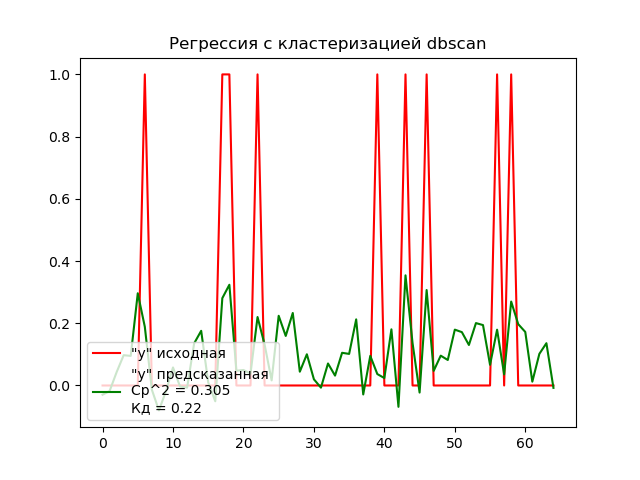 Регрессия с кластеризацией dbscan
1.0
0.8
0.6
0.4
0.2
0.0
"у" исходная
"у" предсказанная
Ср^2 = 0.305
Кд = 0.22
0 10 20 30 40 50 60